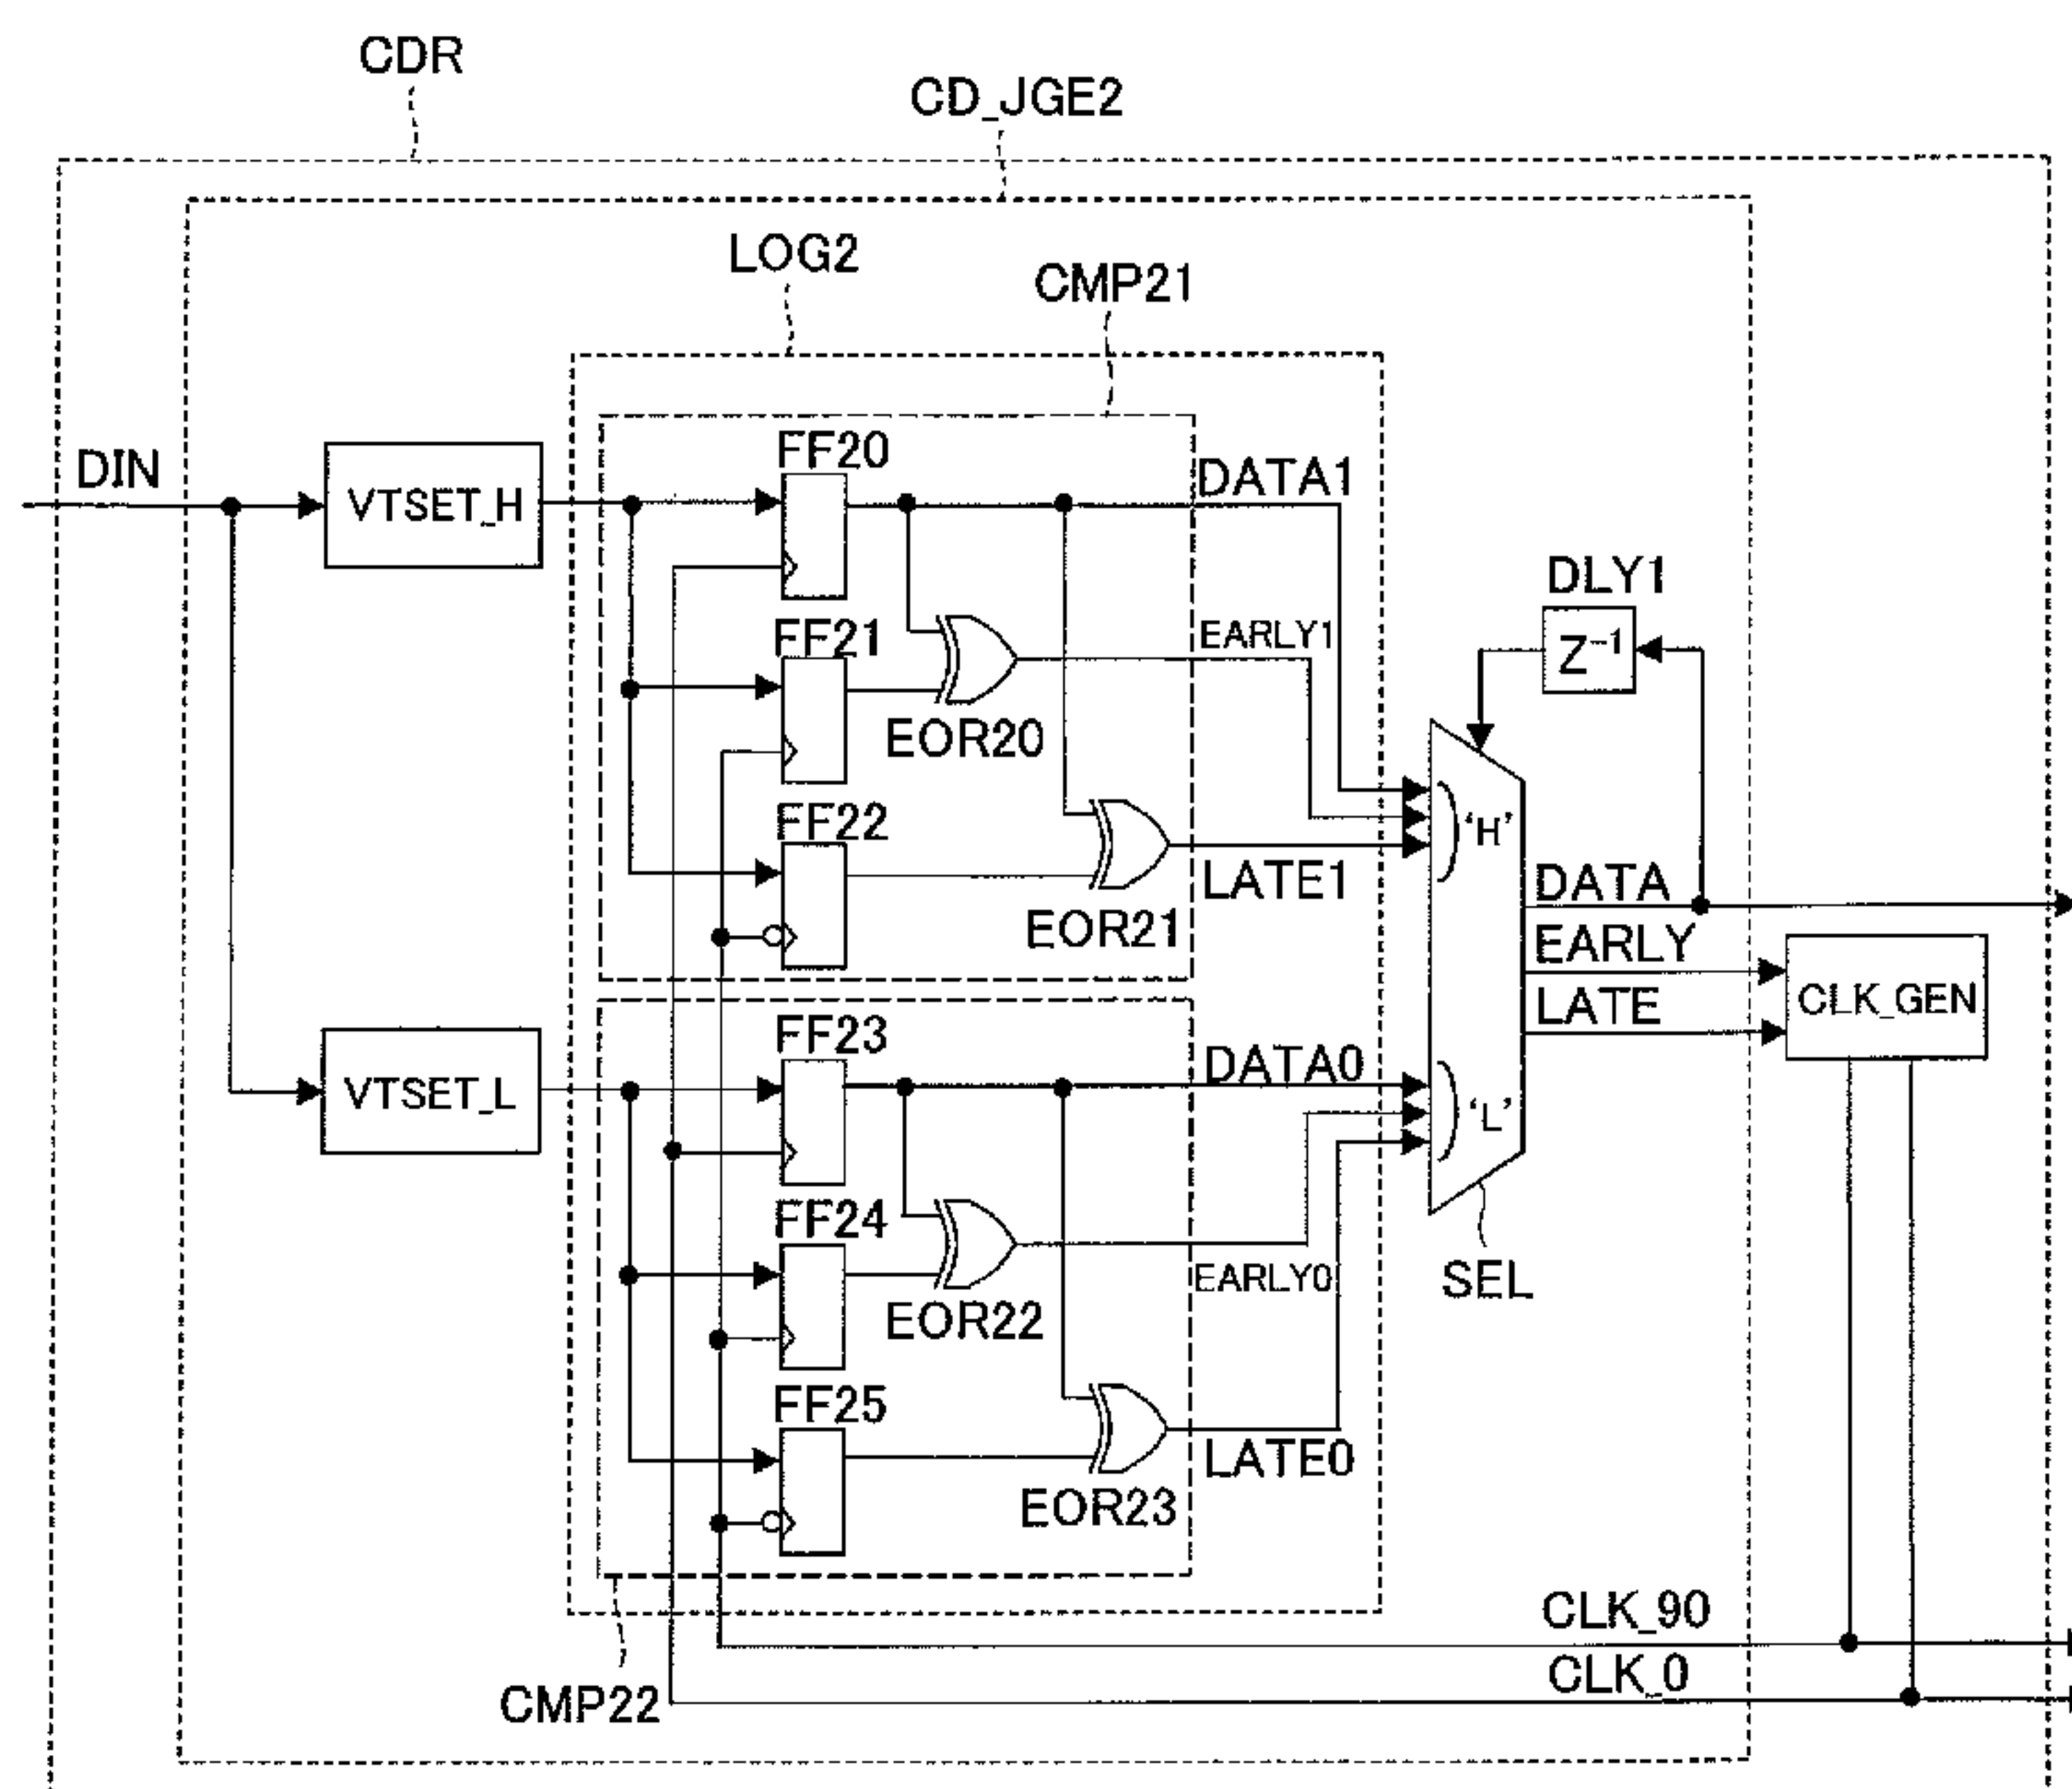 CDR
CD_JGE2
LOG2
CMP21
DIN
VTSET_H
FF20
DATA1
DLY1
Z⁻¹
FF21
EARLY1
EOR20
FF22
'H'
LATE1
EOR21
DATA
EARLY
LATE
CLK_GEN
FF23
DATA0
VTSET_L
'L'
FF24
EARLY0
SEL
EOR22
FF25
LATE0
EOR23
CLK_90
CLK_0
CMP22